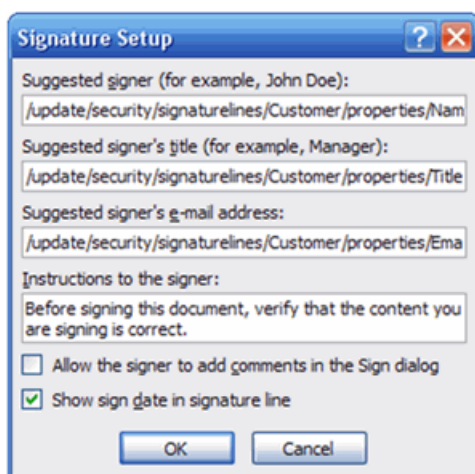 Signature Setup
Suggested signer (for example, John Doe):
/update/security/signaturelines/Customer/properties/Nam
Suggested signer's title (for example, Manager):
/update/security/signaturelines/Customer/properties/Title
Suggested signer's e-mail address:
/update/security/signaturelines/Customer/properties/Ema
Instructions to the signer:
Before signing this document, verify that the content you
are signing is correct.
Allow the signer to add comments in the Sign dialog
Show sign date in signature line
OK Cancel